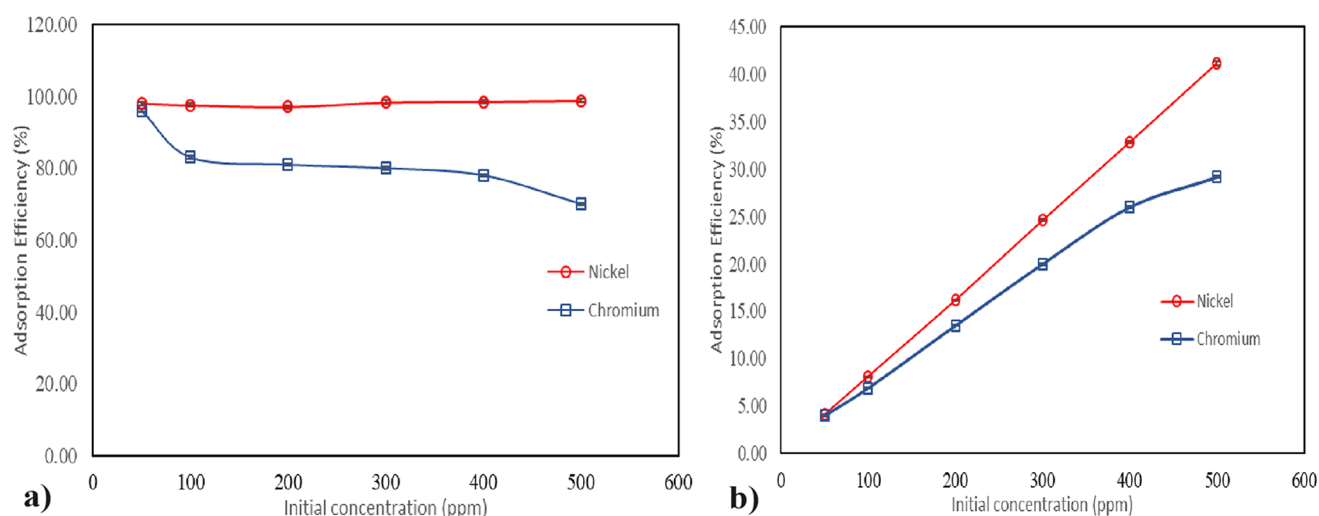 120.00
100.00
80.00
60.00
40.00
20.00
0.00
0 100 200 300 400 500 600
Adsorption Efficiency (%)
Initial concentration (ppm)
Nickel
Chromium
a)
45.00
40.00
35.00
30.00
25.00
20.00
15.00
10.00
5.00
0.00
0 100 200 300 400 500 600
Adsorption Efficiency (%)
Initial concentration (ppm)
Nickel
Chromium
b)